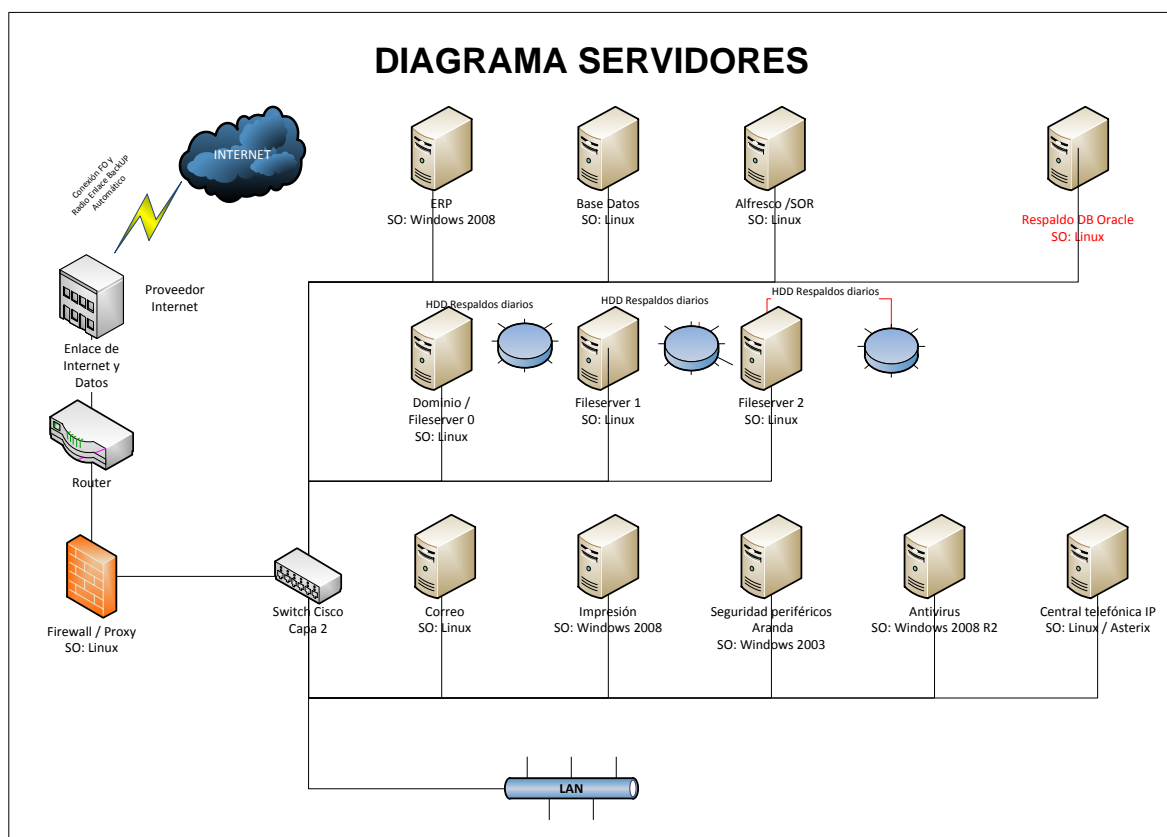 DIAGRAMA SERVIDORES
Conexión FO y
Radio Enlace BackUP
Automático
INTERNET
Proveedor
Internet
Enlace de
Internet y
Datos
Router
Firewall / Proxy
SO: Linux
Switch Cisco
Capa 2
ERP
SO: Windows 2008
Base Datos
SO: Linux
Alfresco /SOR
SO: Linux
Respaldo DB Oracle
SO: Linux
HDD Respaldos diarios
HDD Respaldos diarios
HDD Respaldos diarios
Dominio /
Fileserver 0
SO: Linux
Fileserver 1
SO: Linux
Fileserver 2
SO: Linux
Correo
SO: Linux
Impresión
SO: Windows 2008
Seguridad periféricos
Aranda
SO: Windows 2003
Antivirus
SO: Windows 2008 R2
Central telefónica IP
SO: Linux / Asterix
LAN